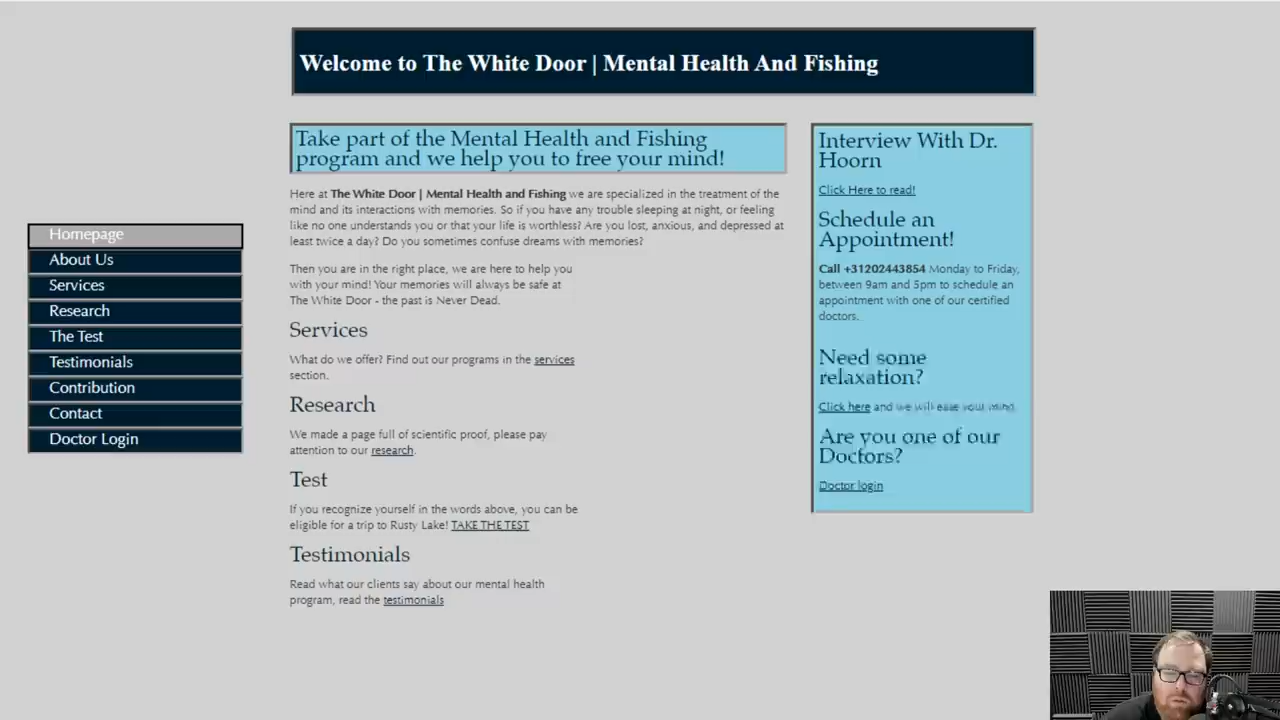 Welcome to The White Door | Mental Health And Fishing
Homepage
About Us
Services
Research
The Test
Testimonials
Contribution
Contact
Doctor Login
Take part of the Mental Health and Fishing
program and we help you to free your mind!
Here at The White Door | Mental Health and Fishing we are specialized in the treatment of the
mind and its interactions with memories. So if you have any trouble sleeping at night, or feeling
like no one understands you or that your life is worthless? Are you lost, anxious, and depressed at
least twice a day? Do you sometimes confuse dreams with memories?
Then you are in the right place, we are here to help you
with your mind! Your memories will always be safe at
The White Door - the past is Never Dead.
Services
What do we offer? Find out our programs in the services
section.
Research
We made a page full of scientific proof, please pay
attention to our research.
Test
If you recognize yourself in the words above, you can be
eligible for a trip to Rusty Lake! TAKE THE TEST
Testimonials
Read what our clients say about our mental health
program, read the testimonials
Interview With Dr.
Hoorn
Click Here to read!
Schedule an
Appointment!
Call +31202443854 Monday to Friday,
between 9am and 5pm to schedule an
appointment with one of our certified
doctors.
Need some
relaxation?
Click here and we will ease your mind.
Are you one of our
Doctors?
Doctor login